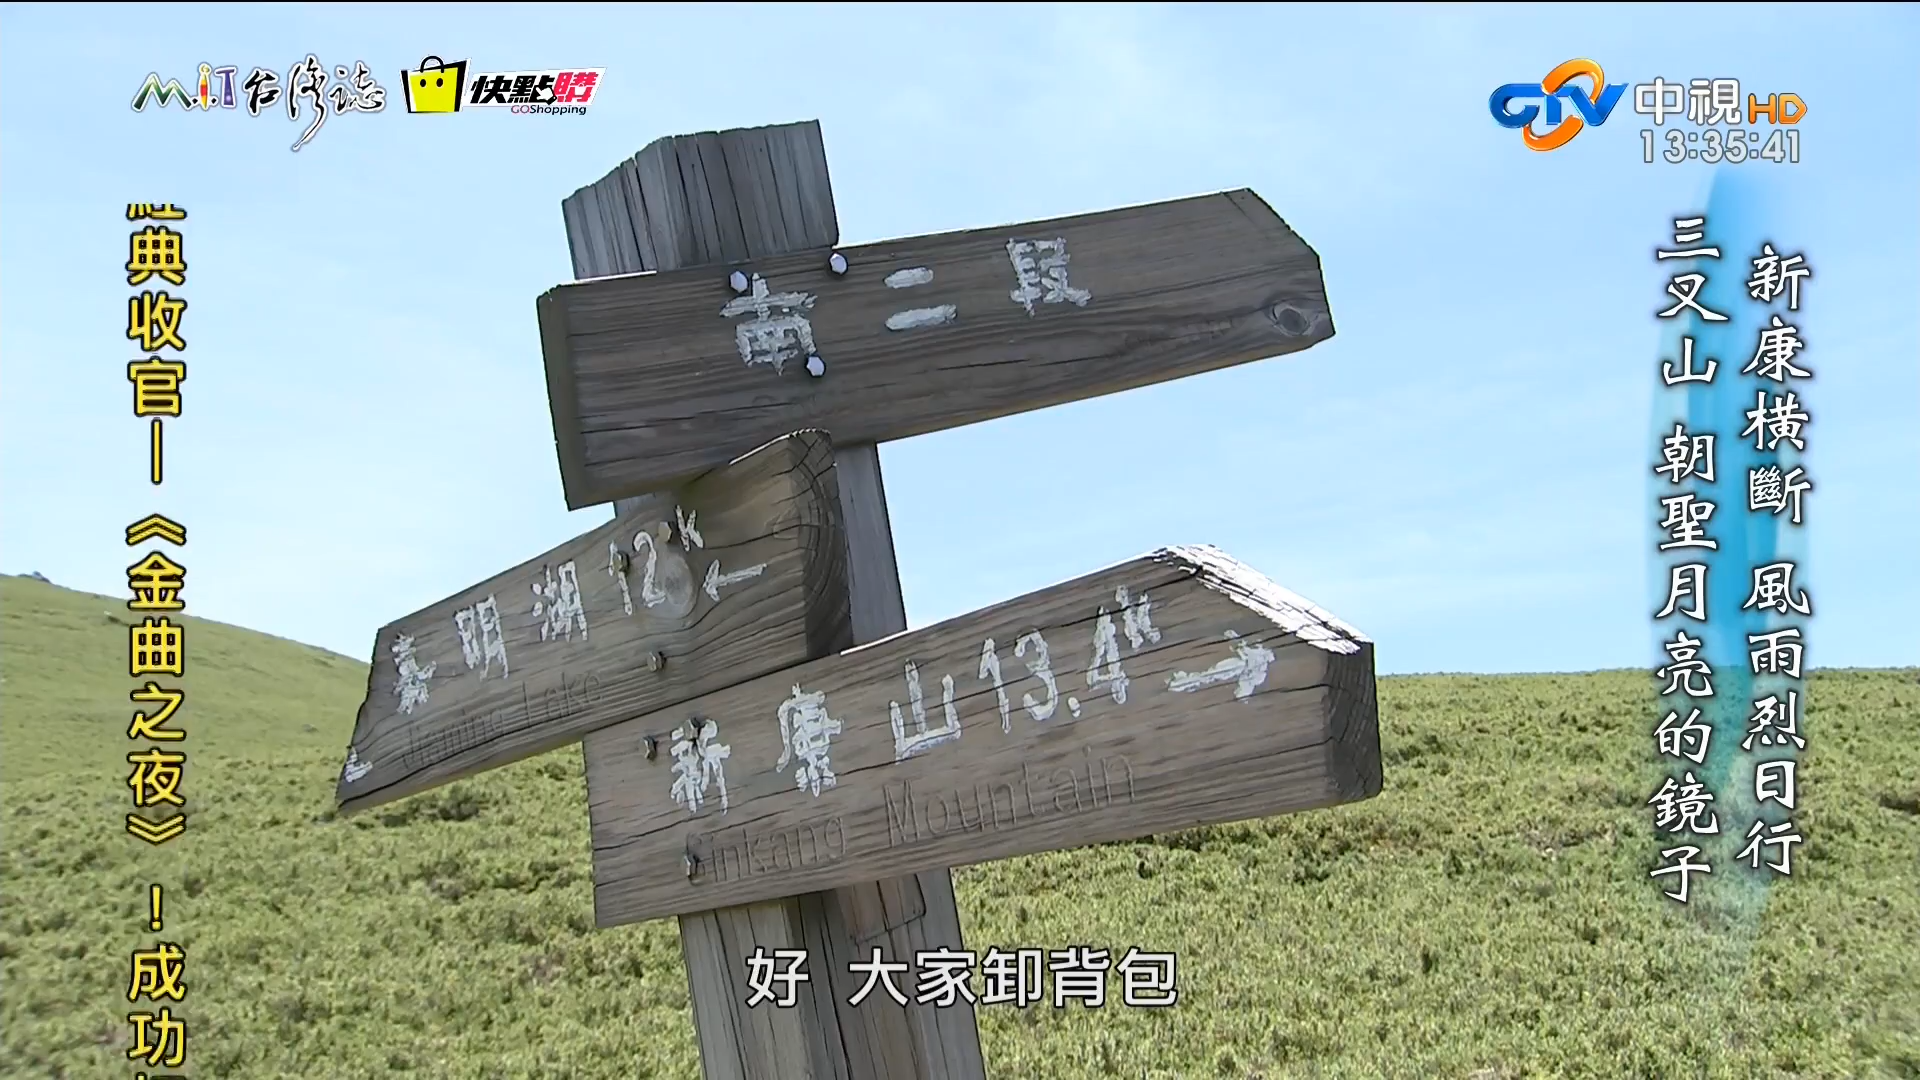 M.I.T台灣誌
快點購
GOShopping
CTV 中視HD
13:35:41
新康橫斷 風雨烈日行
三叉山 朝聖月亮的鏡子
經典收官—《金曲之夜》！成功
南二段
嘉明湖 12K ←
Jiaming Lake
新康山 13.4K →
Sinkang Mountain
好 大家卸背包